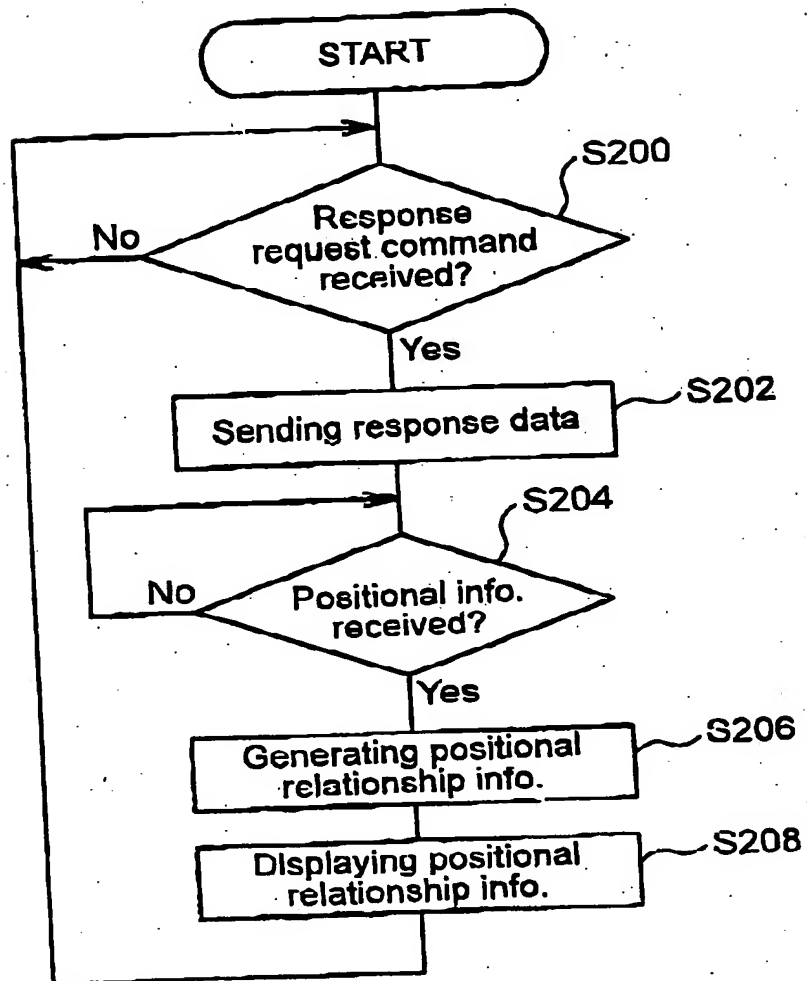 START
S200
Response
request command
received?
No
Yes
S202
Sending response data
S204
Positional info.
received?
No
Yes
S206
Generating positional
relationship info.
S208
Displaying positional
relationship info.